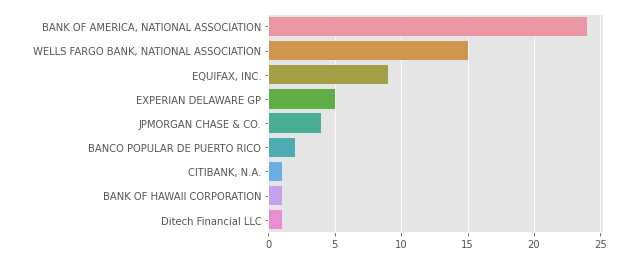 BANK OF AMERICA, NATIONAL ASSOCIATION
WELLS FARGO BANK, NATIONAL ASSOCIATION
EQUIFAX, INC.
EXPERIAN DELAWARE GP
JPMORGAN CHASE & CO.
BANCO POPULAR DE PUERTO RICO
CITIBANK, N.A.
BANK OF HAWAII CORPORATION
Ditech Financial LLC
0 5 10 15 20 25